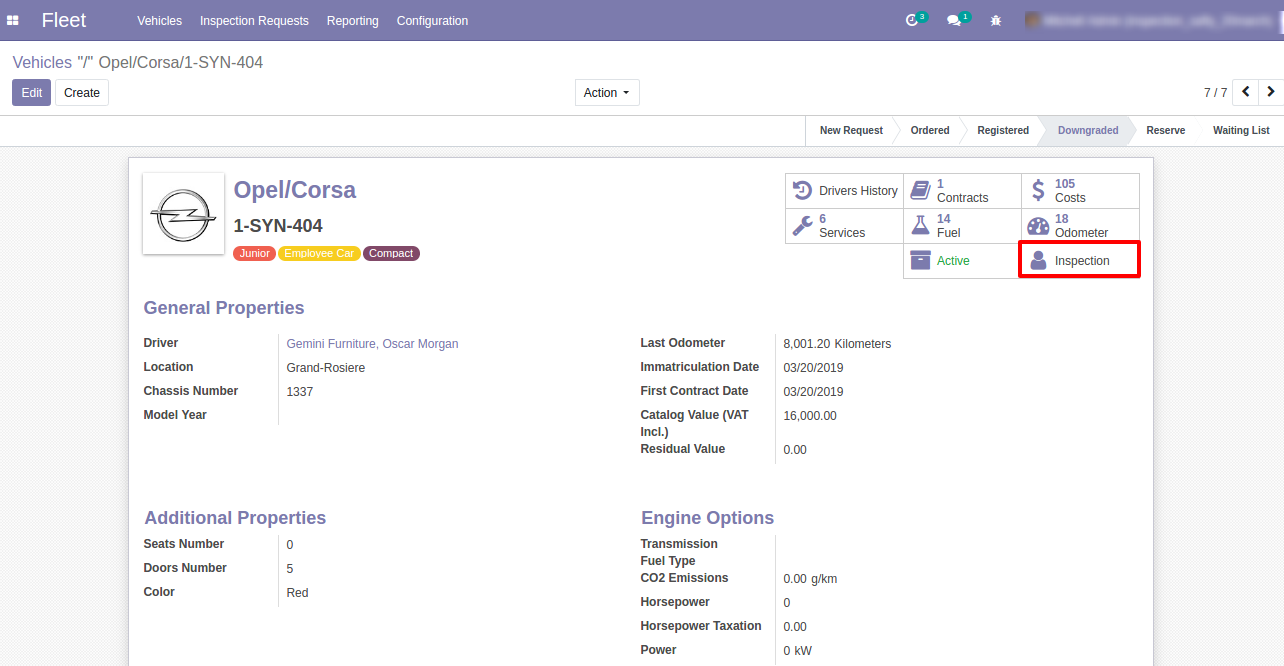 Fleet Vehicles Inspection Requests Reporting Configuration 3 1
Vehicles "/" Opel/Corsa/1-SYN-404
Edit Create Action 7 / 7
New Request Ordered Registered Downgraded Reserve Waiting List
Opel/Corsa
1-SYN-404
Junior Employee Car Compact
Drivers History
1 Contracts
105 Costs
6 Services
14 Fuel
18 Odometer
Active
Inspection
General Properties
Driver Gemini Furniture, Oscar Morgan
Location Grand-Rosiere
Chassis Number 1337
Model Year
Last Odometer 8,001.20 Kilometers
Immatriculation Date 03/20/2019
First Contract Date 03/20/2019
Catalog Value (VAT Incl.) 16,000.00
Residual Value 0.00
Additional Properties
Seats Number 0
Doors Number 5
Color Red
Engine Options
Transmission
Fuel Type
CO2 Emissions 0.00 g/km
Horsepower 0
Horsepower Taxation 0.00
Power 0 kW